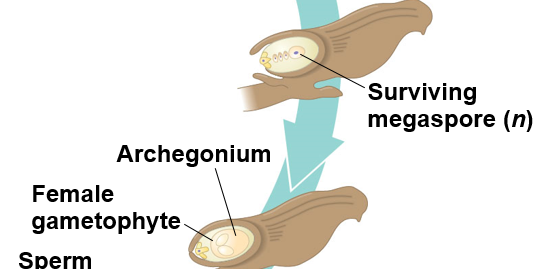 Surviving
megaspore (n)
Archegonium
Female
gametophyte
Sperm